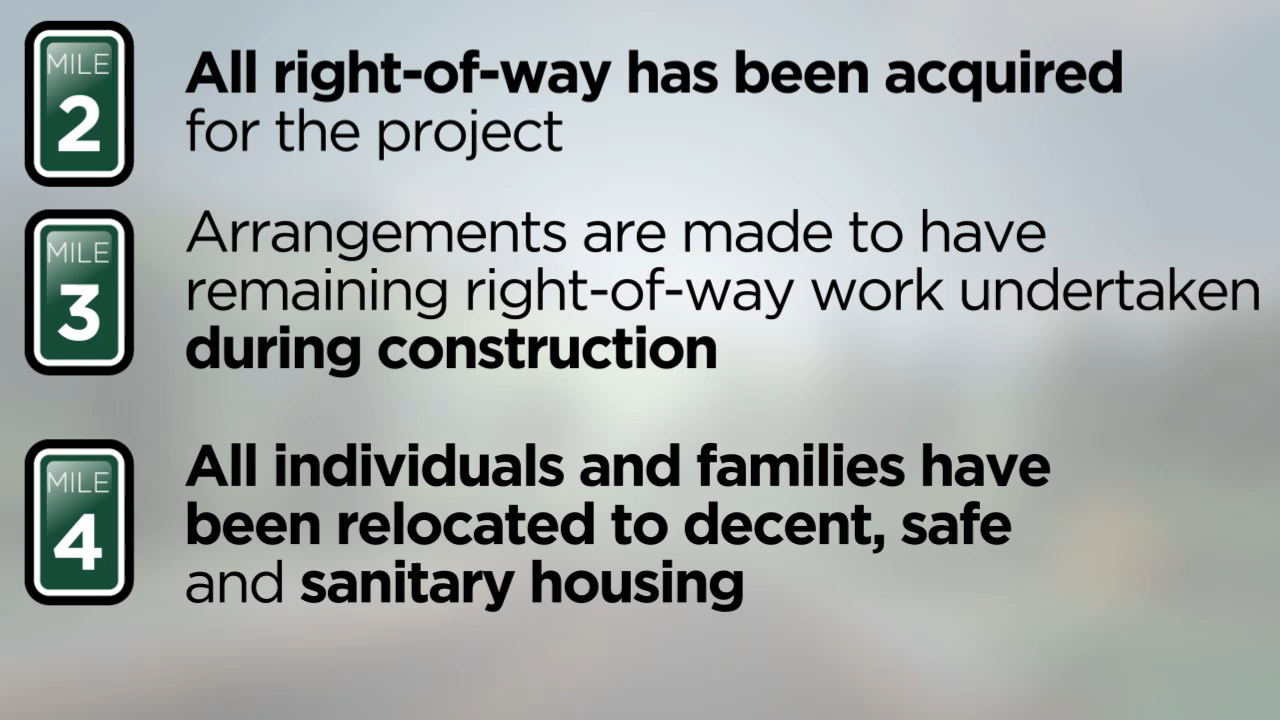 MILE
2
All right-of-way has been acquired
for the project
MILE
3
Arrangements are made to have
remaining right-of-way work undertaken
during construction
MILE
4
All individuals and families have
been relocated to decent, safe
and sanitary housing